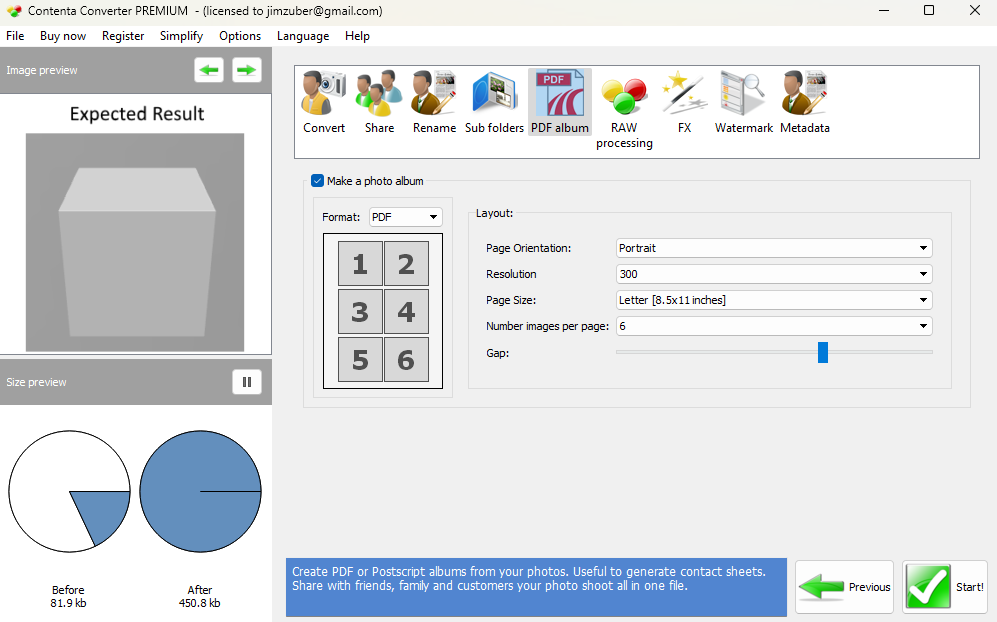 Contenta Converter PREMIUM - (licensed to jimzuber@gmail.com)
File Buy now Register Simplify Options Language Help
Image preview
Expected Result
Convert Share Rename Sub folders PDF album RAW processing FX Watermark Metadata
PDF
Make a photo album
Format: PDF
1 2
3 4
5 6
Layout:
Page Orientation: Portrait
Resolution 300
Page Size: Letter [8.5x11 inches]
Number images per page: 6
Gap:
Size preview
Before
81.9 kb
After
450.8 kb
Create PDF or Postscript albums from your photos. Useful to generate contact sheets.
Share with friends, family and customers your photo shoot all in one file.
Previous
Start!